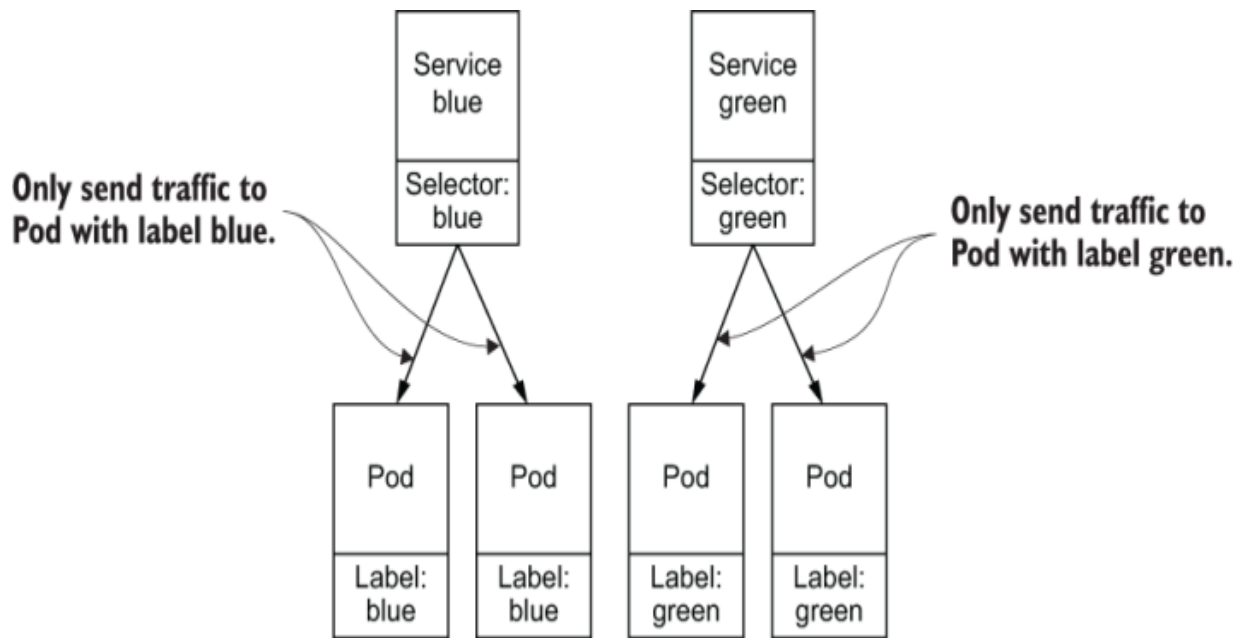 Service
blue
Selector:
blue
Service
green
Selector:
green
Only send traffic to
Pod with label blue.
Only send traffic to
Pod with label green.
Pod
Label:
blue
Pod
Label:
blue
Pod
Label:
green
Pod
Label:
green